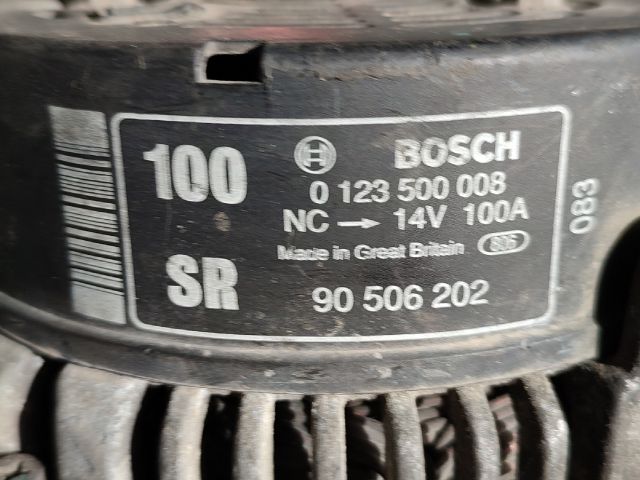 100
BOSCH
0 123 500 008
NC → 14V 100A
Made in Great Britain 806
SR
90 506 202
083